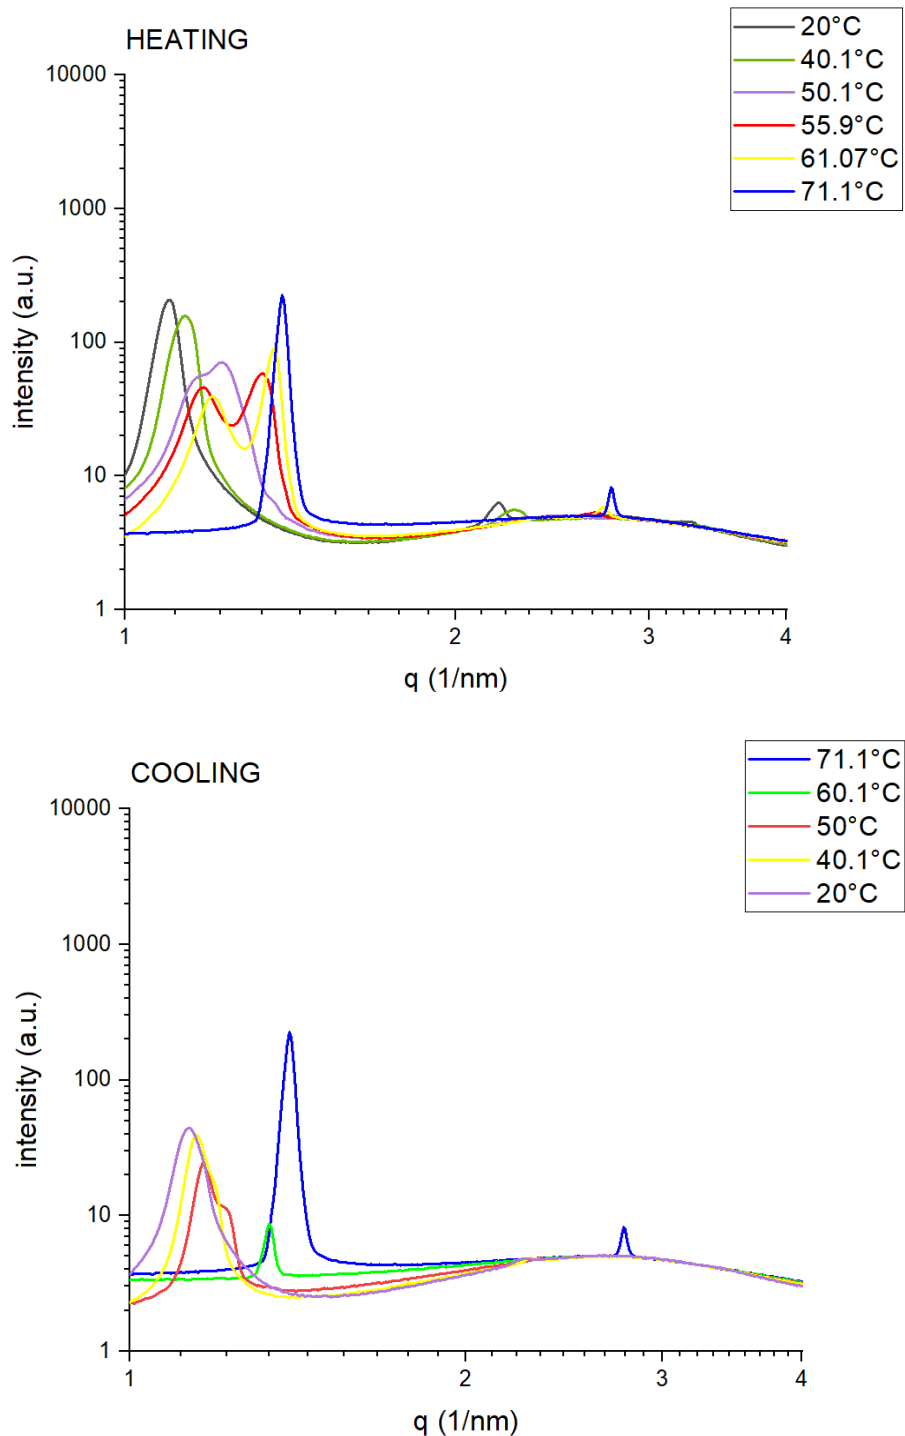 HEATING
20°C
40.1°C
50.1°C
55.9°C
61.07°C
71.1°C
10000
1000
100
10
1
intensity (a.u.)
1
2
3
4
q (1/nm)
COOLING
71.1°C
60.1°C
50°C
40.1°C
20°C
10000
1000
100
10
1
intensity (a.u.)
1
2
3
4
q (1/nm)